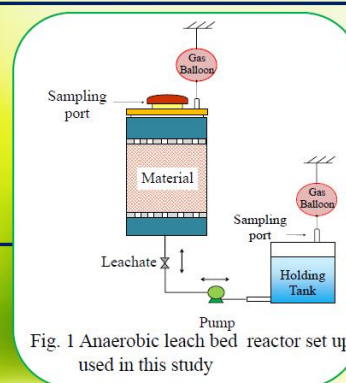 Gas
Balloon
Sampling
port
Material
Gas
Balloon
Sampling
port
Leachate
Holding
Tank
Pump
Fig. 1 Anaerobic leach bed reactor set up
used in this study